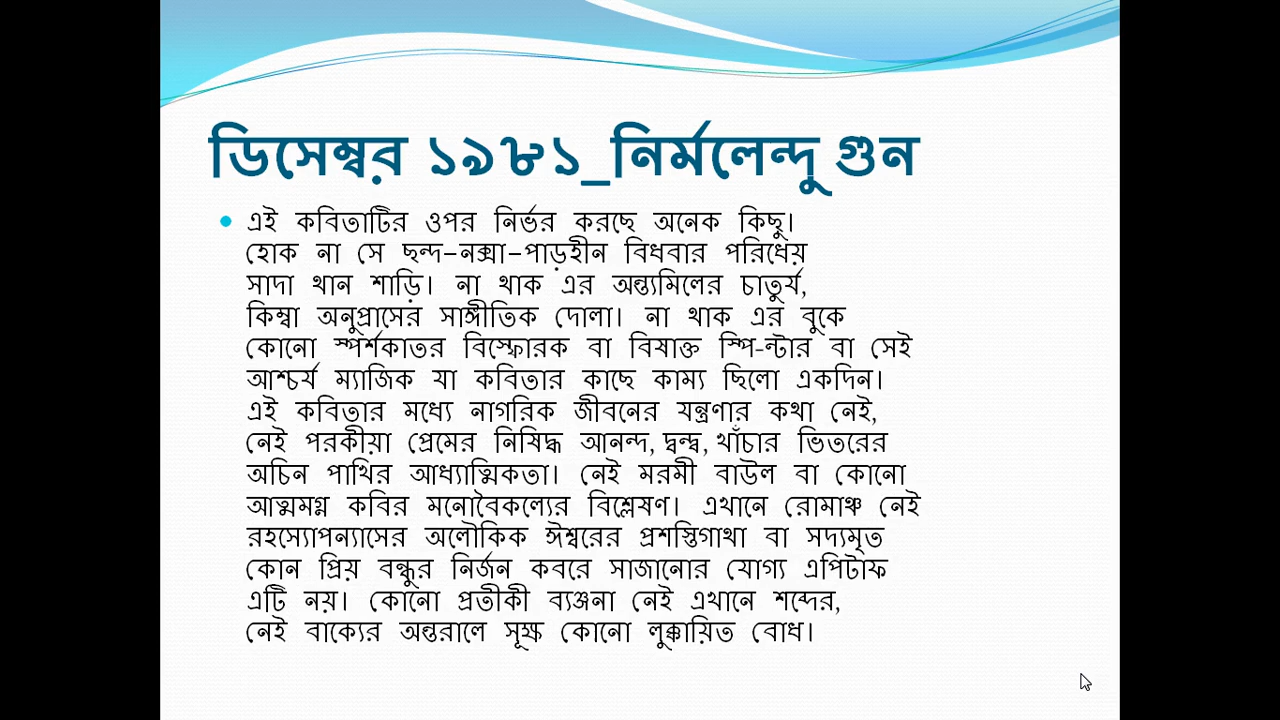 ডিসেম্বর ১৯৮১_নির্মলেন্দু গুন
এই কবিতাটির ওপর নির্ভর করছে অনেক কিছু।
হোক না সে ছন্দ–নক্সা–পাড়হীন বিধবার পরিধেয়
সাদা থান শাড়ি। না থাক এর অন্ত্যমিলের চাতুর্য,
কিম্বা অনুপ্রাসের সাঙ্গীতিক দোলা। না থাক এর বুকে
কোনো স্পর্শকাতর বিস্ফোরক বা বিষাক্ত স্পি-ন্টার বা সেই
আশ্চর্য ম্যাজিক যা কবিতার কাছে কাম্য ছিলো একদিন।
এই কবিতার মধ্যে নাগরিক জীবনের যন্ত্রণার কথা নেই,
নেই পরকীয়া প্রেমের নিষিদ্ধ আনন্দ, দ্বন্দ্ব, খাঁচার ভিতরের
অচিন পাখির আধ্যাত্মিকতা। নেই মরমী বাউল বা কোনো
আত্মমগ্ন কবির মনোবৈকল্যের বিশ্লেষণ। এখানে রোমাঞ্চ নেই
রহস্যোপন্যাসের অলৌকিক ঈশ্বরের প্রশস্তিগাথা বা সদ্যমৃত
কোন প্রিয় বন্ধুর নির্জন কবরে সাজানোর যোগ্য এপিটাফ
এটি নয়। কোনো প্রতীকী ব্যঞ্জনা নেই এখানে শব্দের,
নেই বাক্যের অন্তরালে সূক্ষ কোনো লুক্কায়িত বোধ।